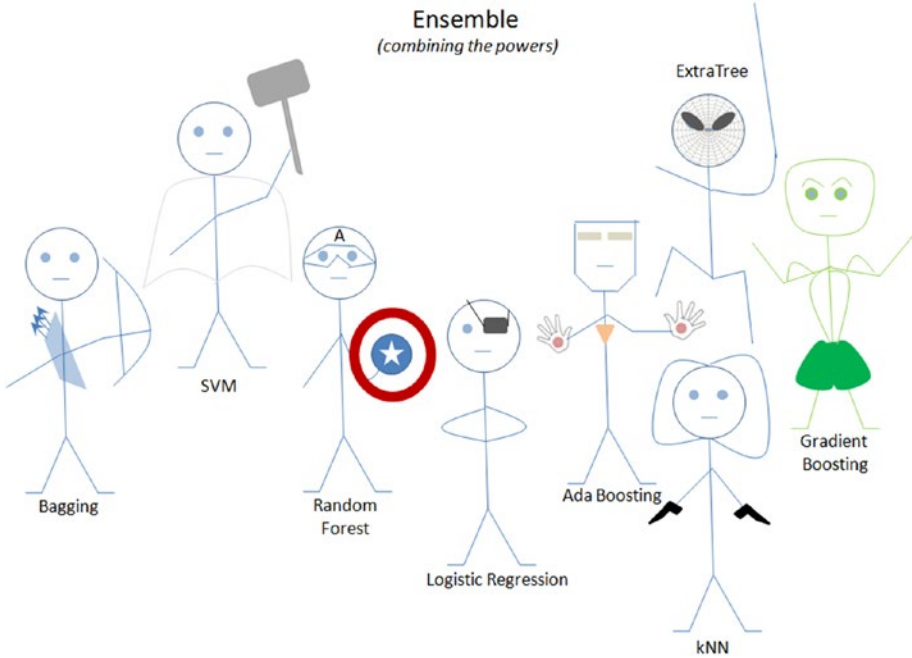 Ensemble
(combining the powers)
ExtraTree
A
SVM
Bagging
Random
Forest
Logistic Regression
Ada Boosting
Gradient
Boosting
kNN